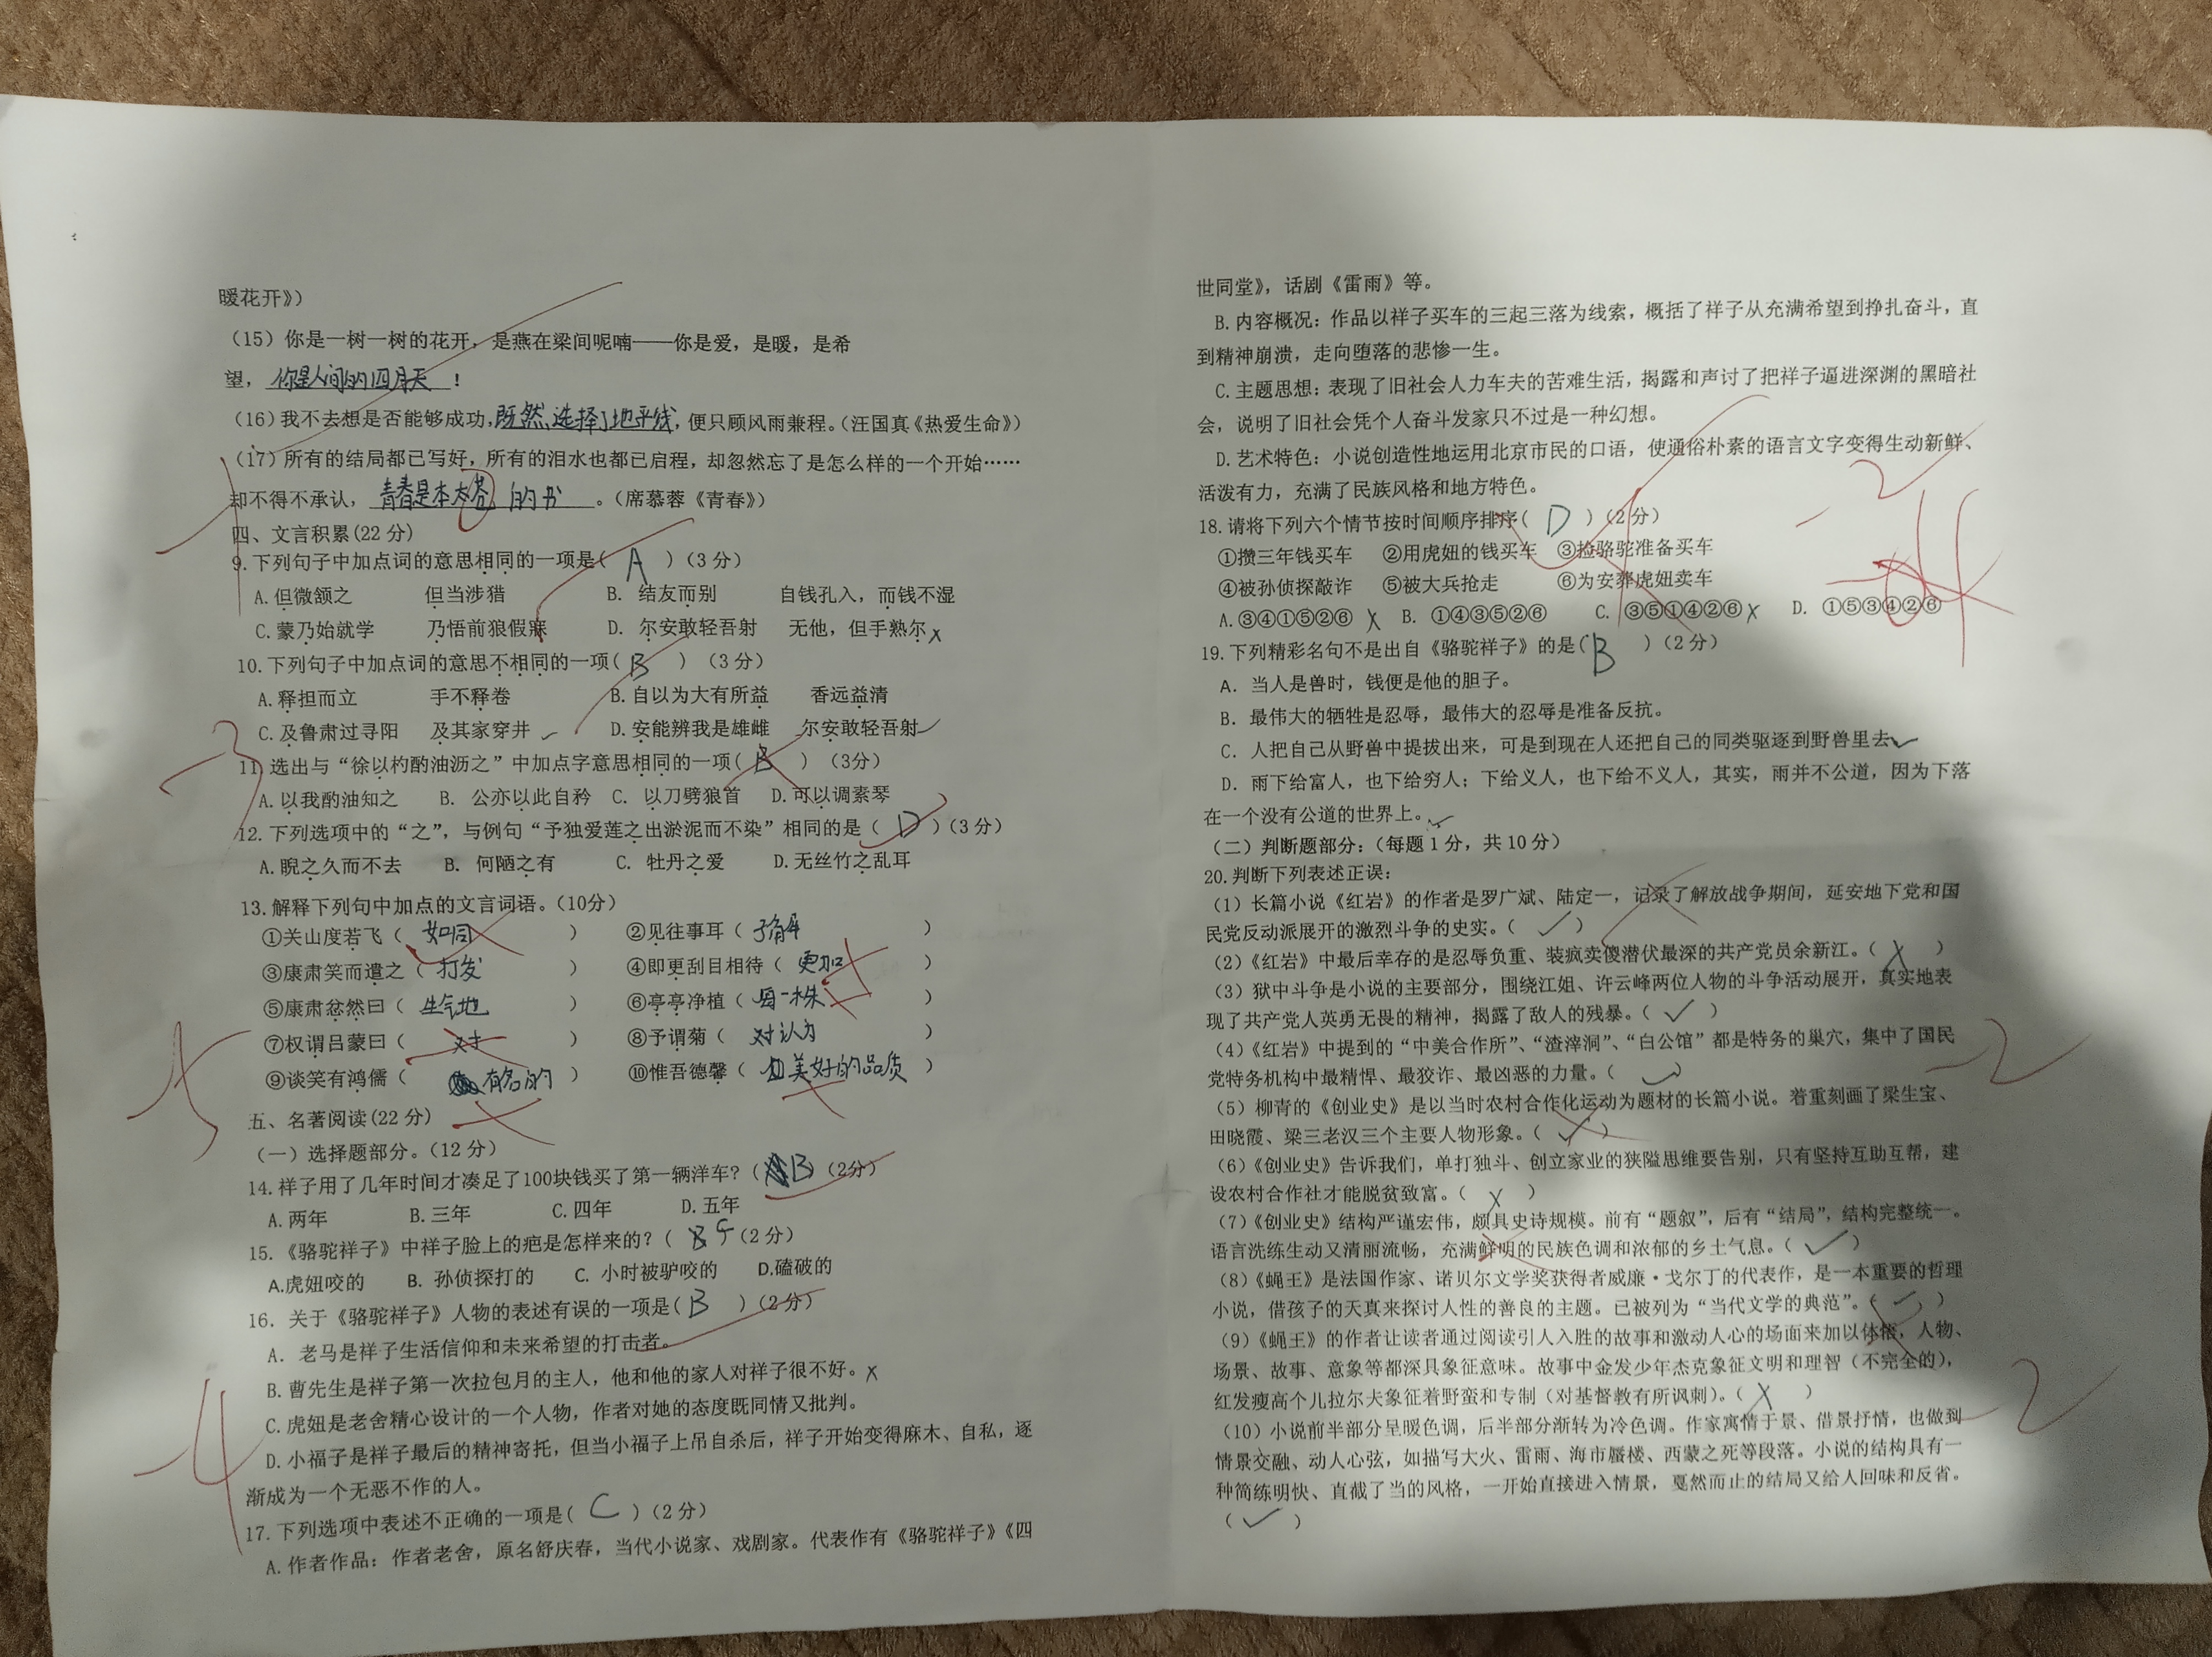 暖花开》)
(15) 你是一树一树的花开，是燕在梁间呢喃——你是爱，是暖，是希
望， 你是人间的四月天 ！
(16) 我不去想是否能够成功，既然选择了地平线，便只顾风雨兼程。(汪国真《热爱生命》)
(17) 所有的结局都已写好，所有的泪水也都已启程，却忽然忘了是怎么样的一个开始……
却不得不承认， 青春是本太 的书 。(席慕蓉《青春》)
四、文言积累(22 分)
9.下列句子中加点词的意思相同的一项是( A )(3 分)
A.但微颔之 但当涉猎 B. 结友而别 自钱孔入，而钱不湿
C.蒙乃始就学 乃悟前狼假寐 D. 尔安敢轻吾射 无他，但手熟尔 x
10.下列句子中加点词的意思不相同的一项( B )(3 分)
A.释担而立 手不释卷 B.自以为大有所益 香远益清
C.及鲁肃过寻阳 及其家穿井 ✓ D.安能辨我是雄雌 尔安敢轻吾射 ✓
-3
11.选出与“徐以杓酌油沥之”中加点字意思相同的一项( B )(3分)
A.以我酌油知之 B. 公亦以此自矜 C. 以刀劈狼首 D.可以调素琴
12.下列选项中的“之”，与例句“予独爱莲之出淤泥而不染”相同的是( D )(3 分)
A.睨之久而不去 B. 何陋之有 C. 牡丹之爱 D.无丝竹之乱耳
13.解释下列句中加点的文言词语。(10分)
①关山度若飞( 如同 ) ②见往事耳( 了解 )
③康肃笑而遣之( 打发 ) ④即更刮目相待( 更加 )
⑤康肃忿然曰( 生气地 ) ⑥亭亭净植( 每一株 )
-5
⑦权谓吕蒙曰( 对 ) ⑧予谓菊( 对认为 )
⑨谈笑有鸿儒( 有名的 ) ⑩惟吾德馨( 美好的品质 )
五、名著阅读(22 分)
(一) 选择题部分。(12 分)
14.样子用了几年时间才凑足了100块钱买了第一辆洋车？( B )(2分)
A.两年 B.三年 C.四年 D.五年
15.《骆驼祥子》中祥子脸上的疤是怎样来的？( C )(2 分)
A.虎妞咬的 B. 孙侦探打的 C. 小时被驴咬的 D.磕破的
16. 关于《骆驼祥子》人物的表述有误的一项是( B )(2 分)
A. 老马是祥子生活信仰和未来希望的打击者。
B.曹先生是祥子第一次拉包月的主人，他和他的家人对祥子很不好。x
C.虎妞是老舍精心设计的一个人物，作者对她的态度既同情又批判。
-4
D.小福子是祥子最后的精神寄托，但当小福子上吊自杀后，祥子开始变得麻木、自私，逐
渐成为一个无恶不作的人。
17.下列选项中表述不正确的一项是( C )(2 分)
A.作者作品：作者老舍，原名舒庆春，当代小说家、戏剧家。代表作有《骆驼祥子》《四
世同堂》，话剧《雷雨》等。
B.内容概况：作品以祥子买车的三起三落为线索，概括了祥子从充满希望到挣扎奋斗，直
到精神崩溃，走向堕落的悲惨一生。
C.主题思想：表现了旧社会人力车夫的苦难生活，揭露和声讨了把祥子逼进深渊的黑暗社
会，说明了旧社会凭个人奋斗发家只不过是一种幻想。
D.艺术特色：小说创造性地运用北京市民的口语，使通俗朴素的语言文字变得生动新鲜、
活泼有力，充满了民族风格和地方特色。
-2
18.请将下列六个情节按时间顺序排序( D )(2 分)
①攒三年钱买车 ②用虎妞的钱买车 ③捡骆驼准备买车
④被孙侦探敲诈 ⑤被大兵抢走 ⑥为安葬虎妞卖车
A.③④①⑤②⑥ x B. ①④③⑤②⑥ C. ③⑤①④②⑥ x D. ①⑤③④②⑥
19.下列精彩名句不是出自《骆驼祥子》的是( B )(2 分)
A. 当人是兽时，钱便是他的胆子。
B. 最伟大的牺牲是忍辱，最伟大的忍辱是准备反抗。
C. 人把自己从野兽中提拔出来，可是到现在人还把自己的同类驱逐到野兽里去 ✓
D. 雨下给富人，也下给穷人；下给义人，也下给不义人，其实，雨并不公道，因为下落
在一个没有公道的世界上。✓
(二) 判断题部分：(每题 1 分，共 10 分)
20.判断下列表述正误：
(1) 长篇小说《红岩》的作者是罗广斌、陆定一，记录了解放战争期间，延安地下党和国
民党反动派展开的激烈斗争的史实。( ✓ )
(2)《红岩》中最后幸存的是忍辱负重、装疯卖傻潜伏最深的共产党员余新江。( X )
(3) 狱中斗争是小说的主要部分，围绕江姐、许云峰两位人物的斗争活动展开，真实地表
现了共产党人英勇无畏的精神，揭露了敌人的残暴。( ✓ )
(4)《红岩》中提到的“中美合作所”、“渣滓洞”、“白公馆”都是特务的巢穴，集中了国民
党特务机构中最精悍、最狡诈、最凶恶的力量。( ✓ )
-2
(5) 柳青的《创业史》是以当时农村合作化运动为题材的长篇小说。着重刻画了梁生宝、
田晓霞、梁三老汉三个主要人物形象。( ✓ )
(6)《创业史》告诉我们，单打独斗、创立家业的狭隘思维要告别，只有坚持互助互帮，建
设农村合作社才能脱贫致富。( X )
(7)《创业史》结构严谨宏伟，颇具史诗规模。前有“题叙”，后有“结局”，结构完整统一。
语言洗练生动又清丽流畅，充满鲜明的民族色调和浓郁的乡土气息。( ✓ )
(8)《蝇王》是法国作家、诺贝尔文学奖获得者威廉·戈尔丁的代表作，是一本重要的哲理
小说，借孩子的天真来探讨人性的善良的主题。已被列为“当代文学的典范”。( ✓ )
(9)《蝇王》的作者让读者通过阅读引人入胜的故事和激动人心的场面来加以体悟，人物、
场景、故事、意象等都深具象征意味。故事中金发少年杰克象征文明和理智(不完全的)，
红发瘦高个儿拉尔夫象征着野蛮和专制(对基督教有所讽刺)。( X )
-2
(10) 小说前半部分呈暖色调，后半部分渐转为冷色调。作家寓情于景、借景抒情，也做到
情景交融、动人心弦，如描写大火、雷雨、海市蜃楼、西蒙之死等段落。小说的结构具有一
种简练明快、直截了当的风格，一开始直接进入情景，戛然而止的结局又给人回味和反省。
( ✓ )